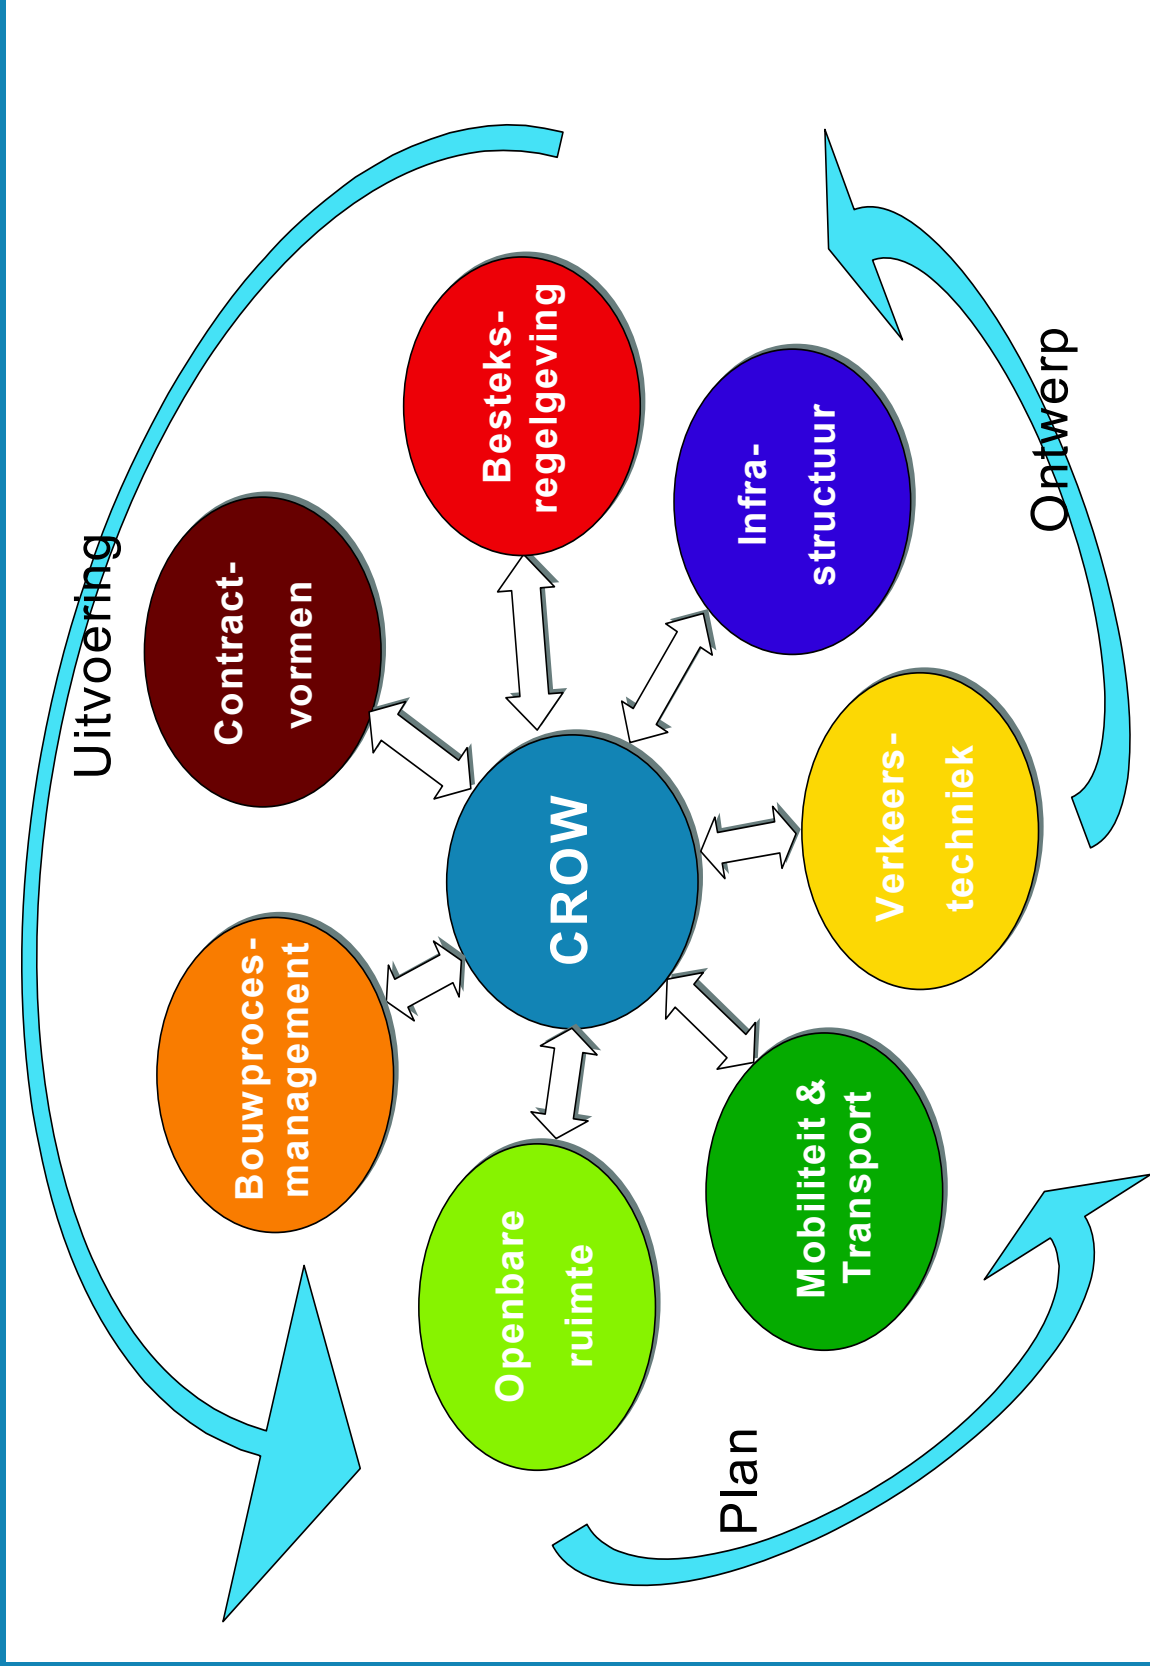 Uitvoering
Contract-
vormen
Bouwproces-
management
Besteks-
regelgeving
CROW
Openbare
ruimte
Infra-
structuur
Verkeers-
techniek
Mobiliteit &
Transport
Plan
Ontwerp